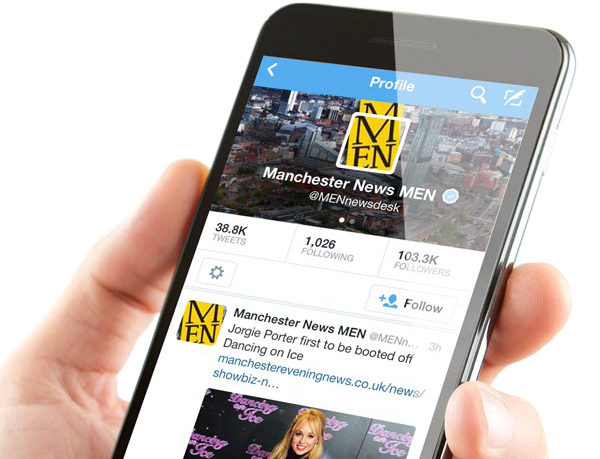 Profile
M
EN
Manchester News MEN
@MENnewsdesk
38.8K
TWEETS
1,026
FOLLOWING
103.3K
FOLLOWERS
Follow
M
EN
Manchester News MEN @MENn... 3h
Jorgie Porter first to be booted off
Dancing on Ice
manchestereveningnews.co.uk/news/
showbiz-n...
Dancing on Ice
Dancing on Ice